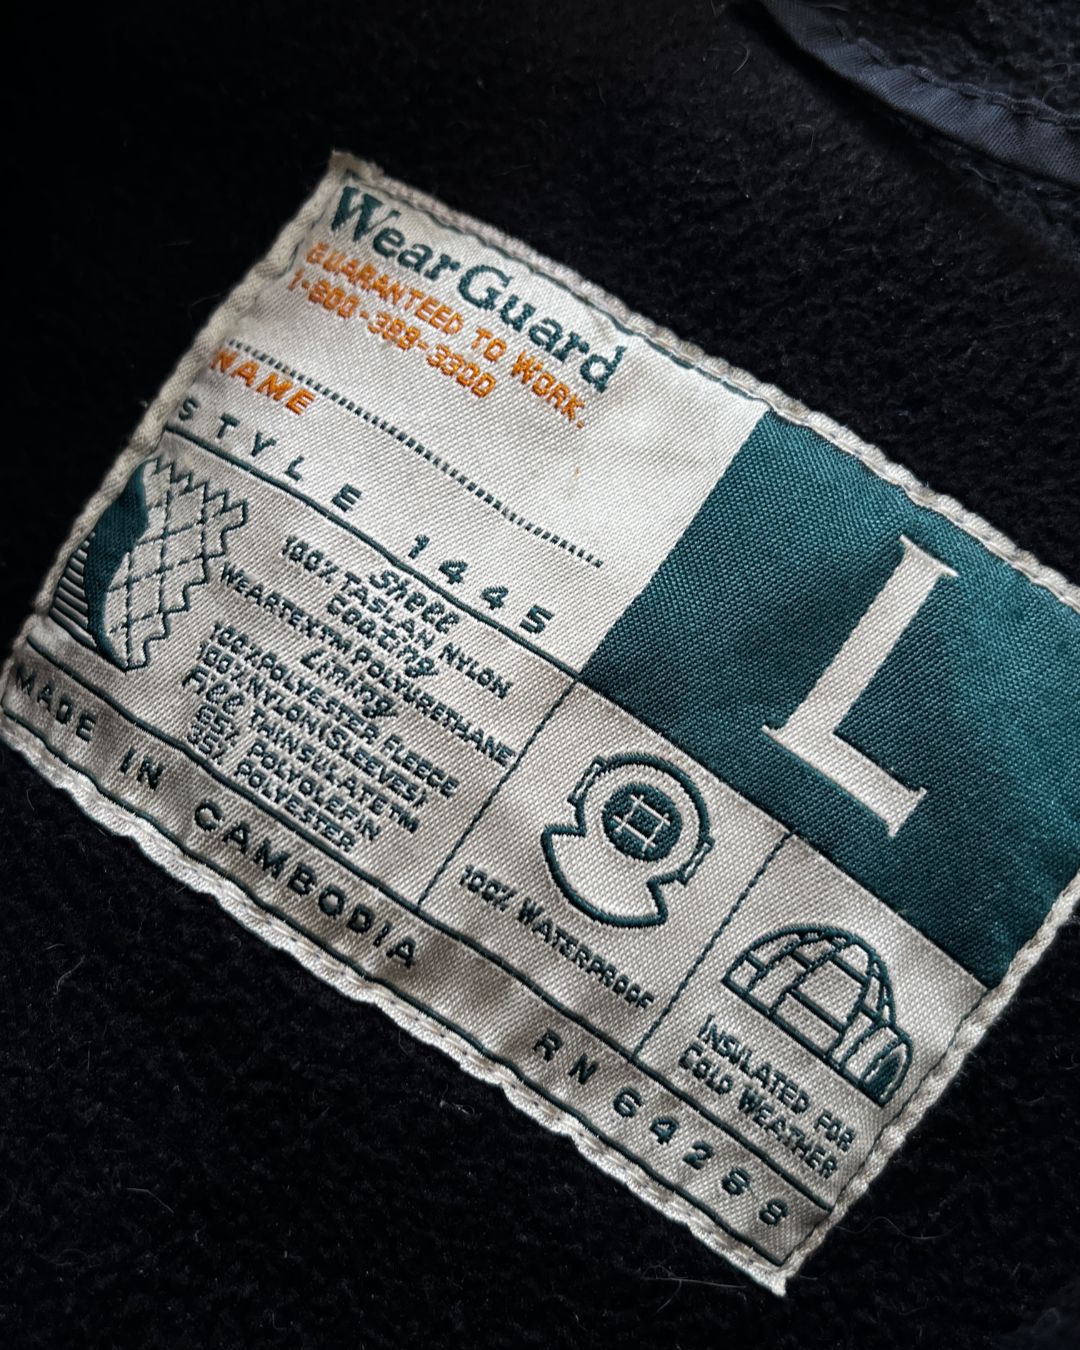 WearGuard
GUARANTEED TO WORK.
1-800-388-3300
NAME
STYLE 1445
L
Shell
100% TASLAN NYLON
Coating
WEARTEX™ POLYURETHANE
Lining
100% POLYESTER FLEECE
100% NYLON (SLEEVES)
Fill THINSULATE™
65% POLYOLEFIN
35% POLYESTER
100% WATERPROOF
INSULATED FOR
COLD WEATHER
MADE IN CAMBODIA
RN 64288